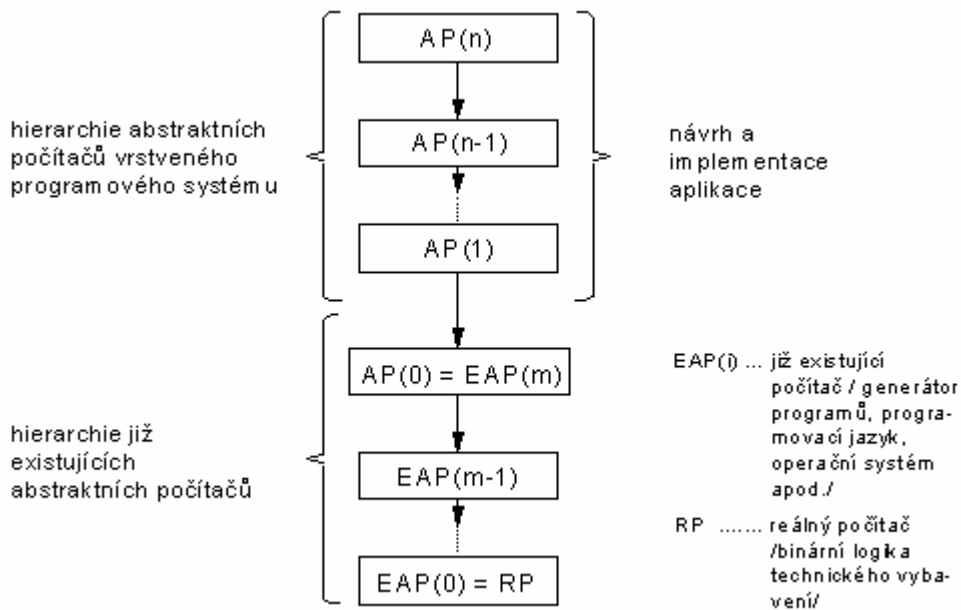 AP(n)
hierarchie abstraktních
počítačů vrstveného
programového systému
AP(n-1)
návrh a
implementace
aplikace
AP(1)
AP(0) = EAP(m)
EAP(i) ... již existující
počítač / generátor
programů, progra-
movací jazyk,
operační systém
apod./
hierarchie již
existujících
abstraktních počítačů
EAP(m-1)
RP ....... reálný počítač
/binární logika
technického vyba-
vení/
EAP(0) = RP